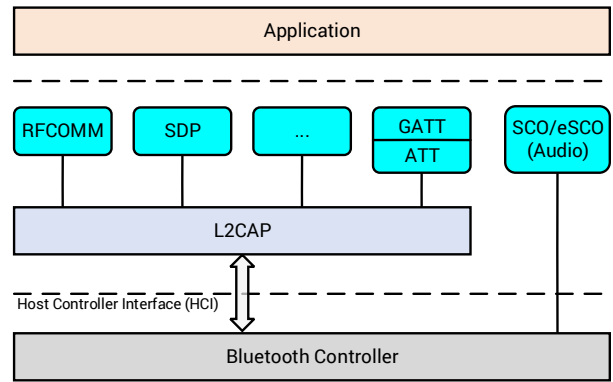 Application
RFCOMM
SDP
...
GATT
ATT
SCO/eSCO
(Audio)
L2CAP
Host Controller Interface (HCI)
Bluetooth Controller